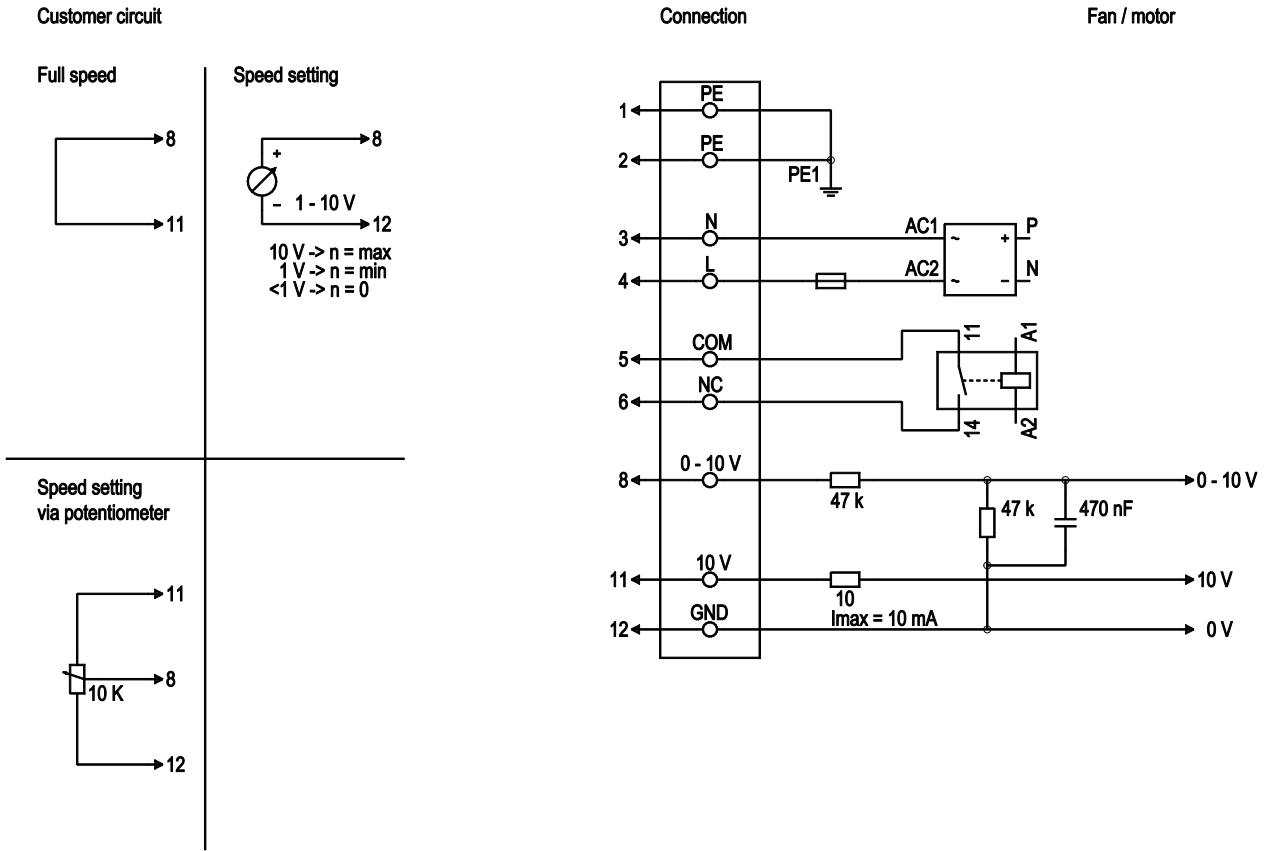 Customer circuit
Connection
Fan / motor
Full speed
Speed setting
8
11
8
+
–
1 - 10 V
12
10 V -> n = max
1 V -> n = min
<1 V -> n = 0
Speed setting
via potentiometer
11
8
10 K
12
1
PE
2
PE
PE1
3
N
AC1
~
+
P
4
L
AC2
~
–
N
5
COM
11
A1
6
NC
14
A2
8
0 - 10 V
47 k
47 k
470 nF
0 - 10 V
11
10 V
10
Imax = 10 mA
10 V
12
GND
0 V